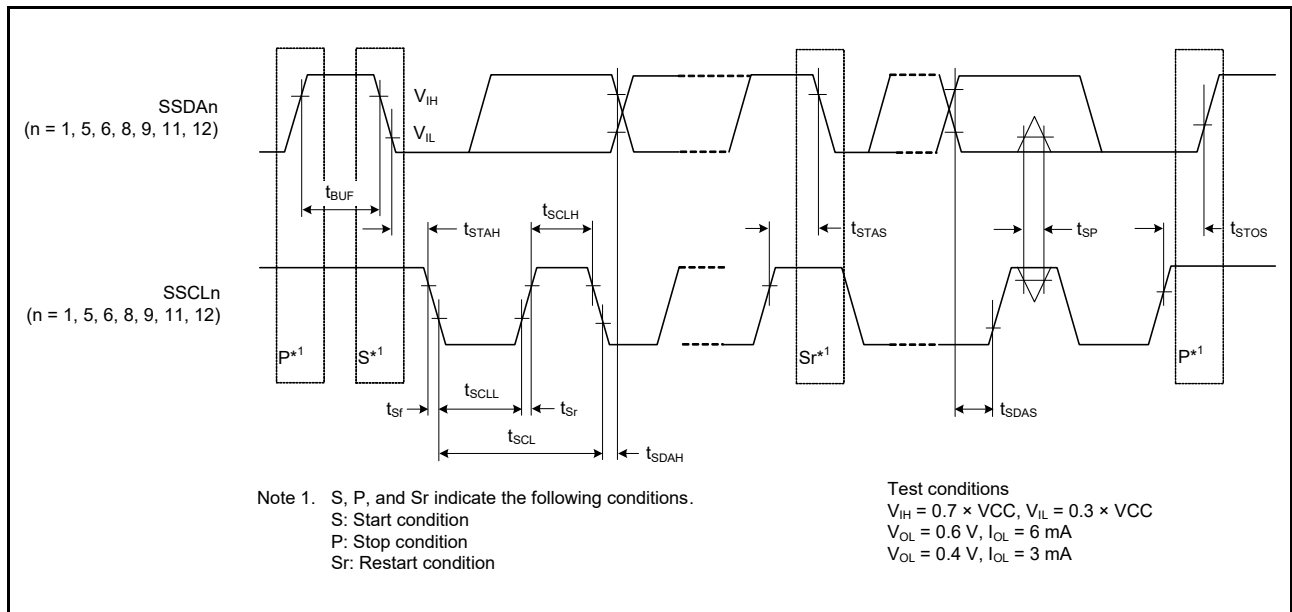 SSDAn
(n = 1, 5, 6, 8, 9, 11, 12)
VIH
VIL
tBUF
tSTAH
tSCLH
tSTAS
tSP
tSTOS
SSCLn
(n = 1, 5, 6, 8, 9, 11, 12)
P*1
S*1
Sr*1
P*1
tSf
tSCLL
tSr
tSDAS
tSCL
tSDAH
Note 1. S, P, and Sr indicate the following conditions.
S: Start condition
P: Stop condition
Sr: Restart condition
Test conditions
VIH = 0.7 × VCC, VIL = 0.3 × VCC
VOL = 0.6 V, IOL = 6 mA
VOL = 0.4 V, IOL = 3 mA